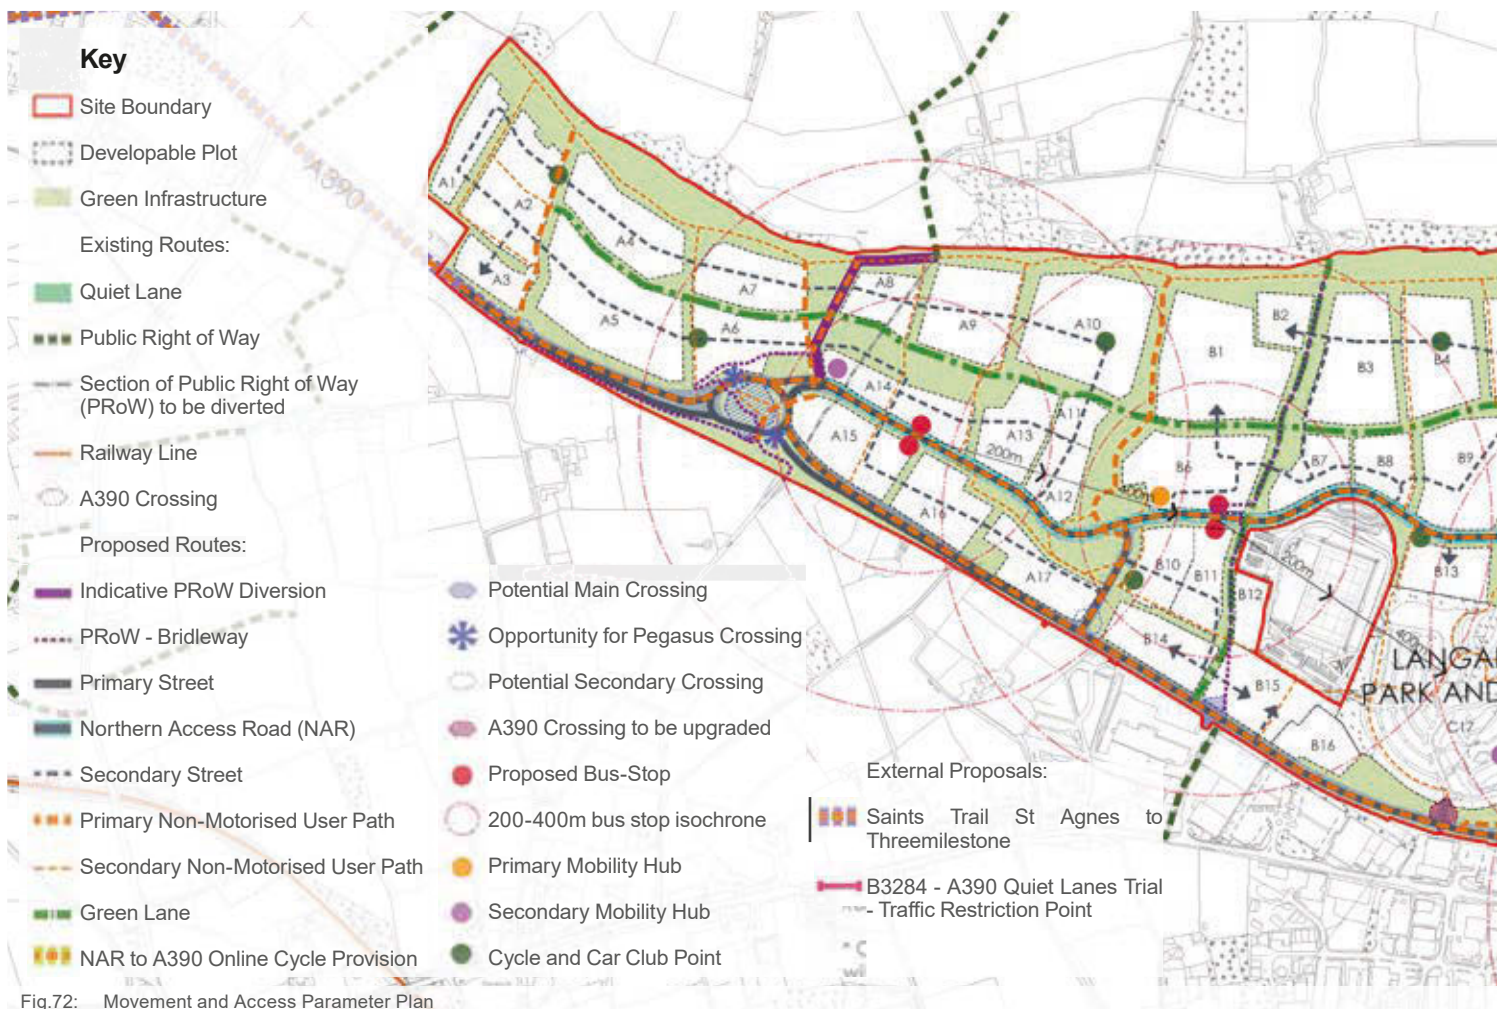 Key
Site Boundary
Developable Plot
Green Infrastructure
Existing Routes:
Quiet Lane
Public Right of Way
Section of Public Right of Way
(PRoW) to be diverted
Railway Line
A390 Crossing
Proposed Routes:
Indicative PRoW Diversion
PRoW - Bridleway
Primary Street
Northern Access Road (NAR)
Secondary Street
Primary Non-Motorised User Path
Secondary Non-Motorised User Path
Green Lane
NAR to A390 Online Cycle Provision
Potential Main Crossing
Opportunity for Pegasus Crossing
Potential Secondary Crossing
A390 Crossing to be upgraded
Proposed Bus-Stop
200-400m bus stop isochrone
Primary Mobility Hub
Secondary Mobility Hub
Cycle and Car Club Point
External Proposals:
Saints Trail St Agnes to
Threemilestone
B3284 - A390 Quiet Lanes Trial
- Traffic Restriction Point
A390
A1
A2
A3
A4
A5
A6
A7
A8
A9
A10
A11
A12
A13
A14
A15
A16
A17
B1
B2
B3
B4
B6
B7
B8
B9
B10
B11
B12
B13
B14
B15
B16
C17
200m
400m
200m
400m
PARK AND
Fig.72: Movement and Access Parameter Plan